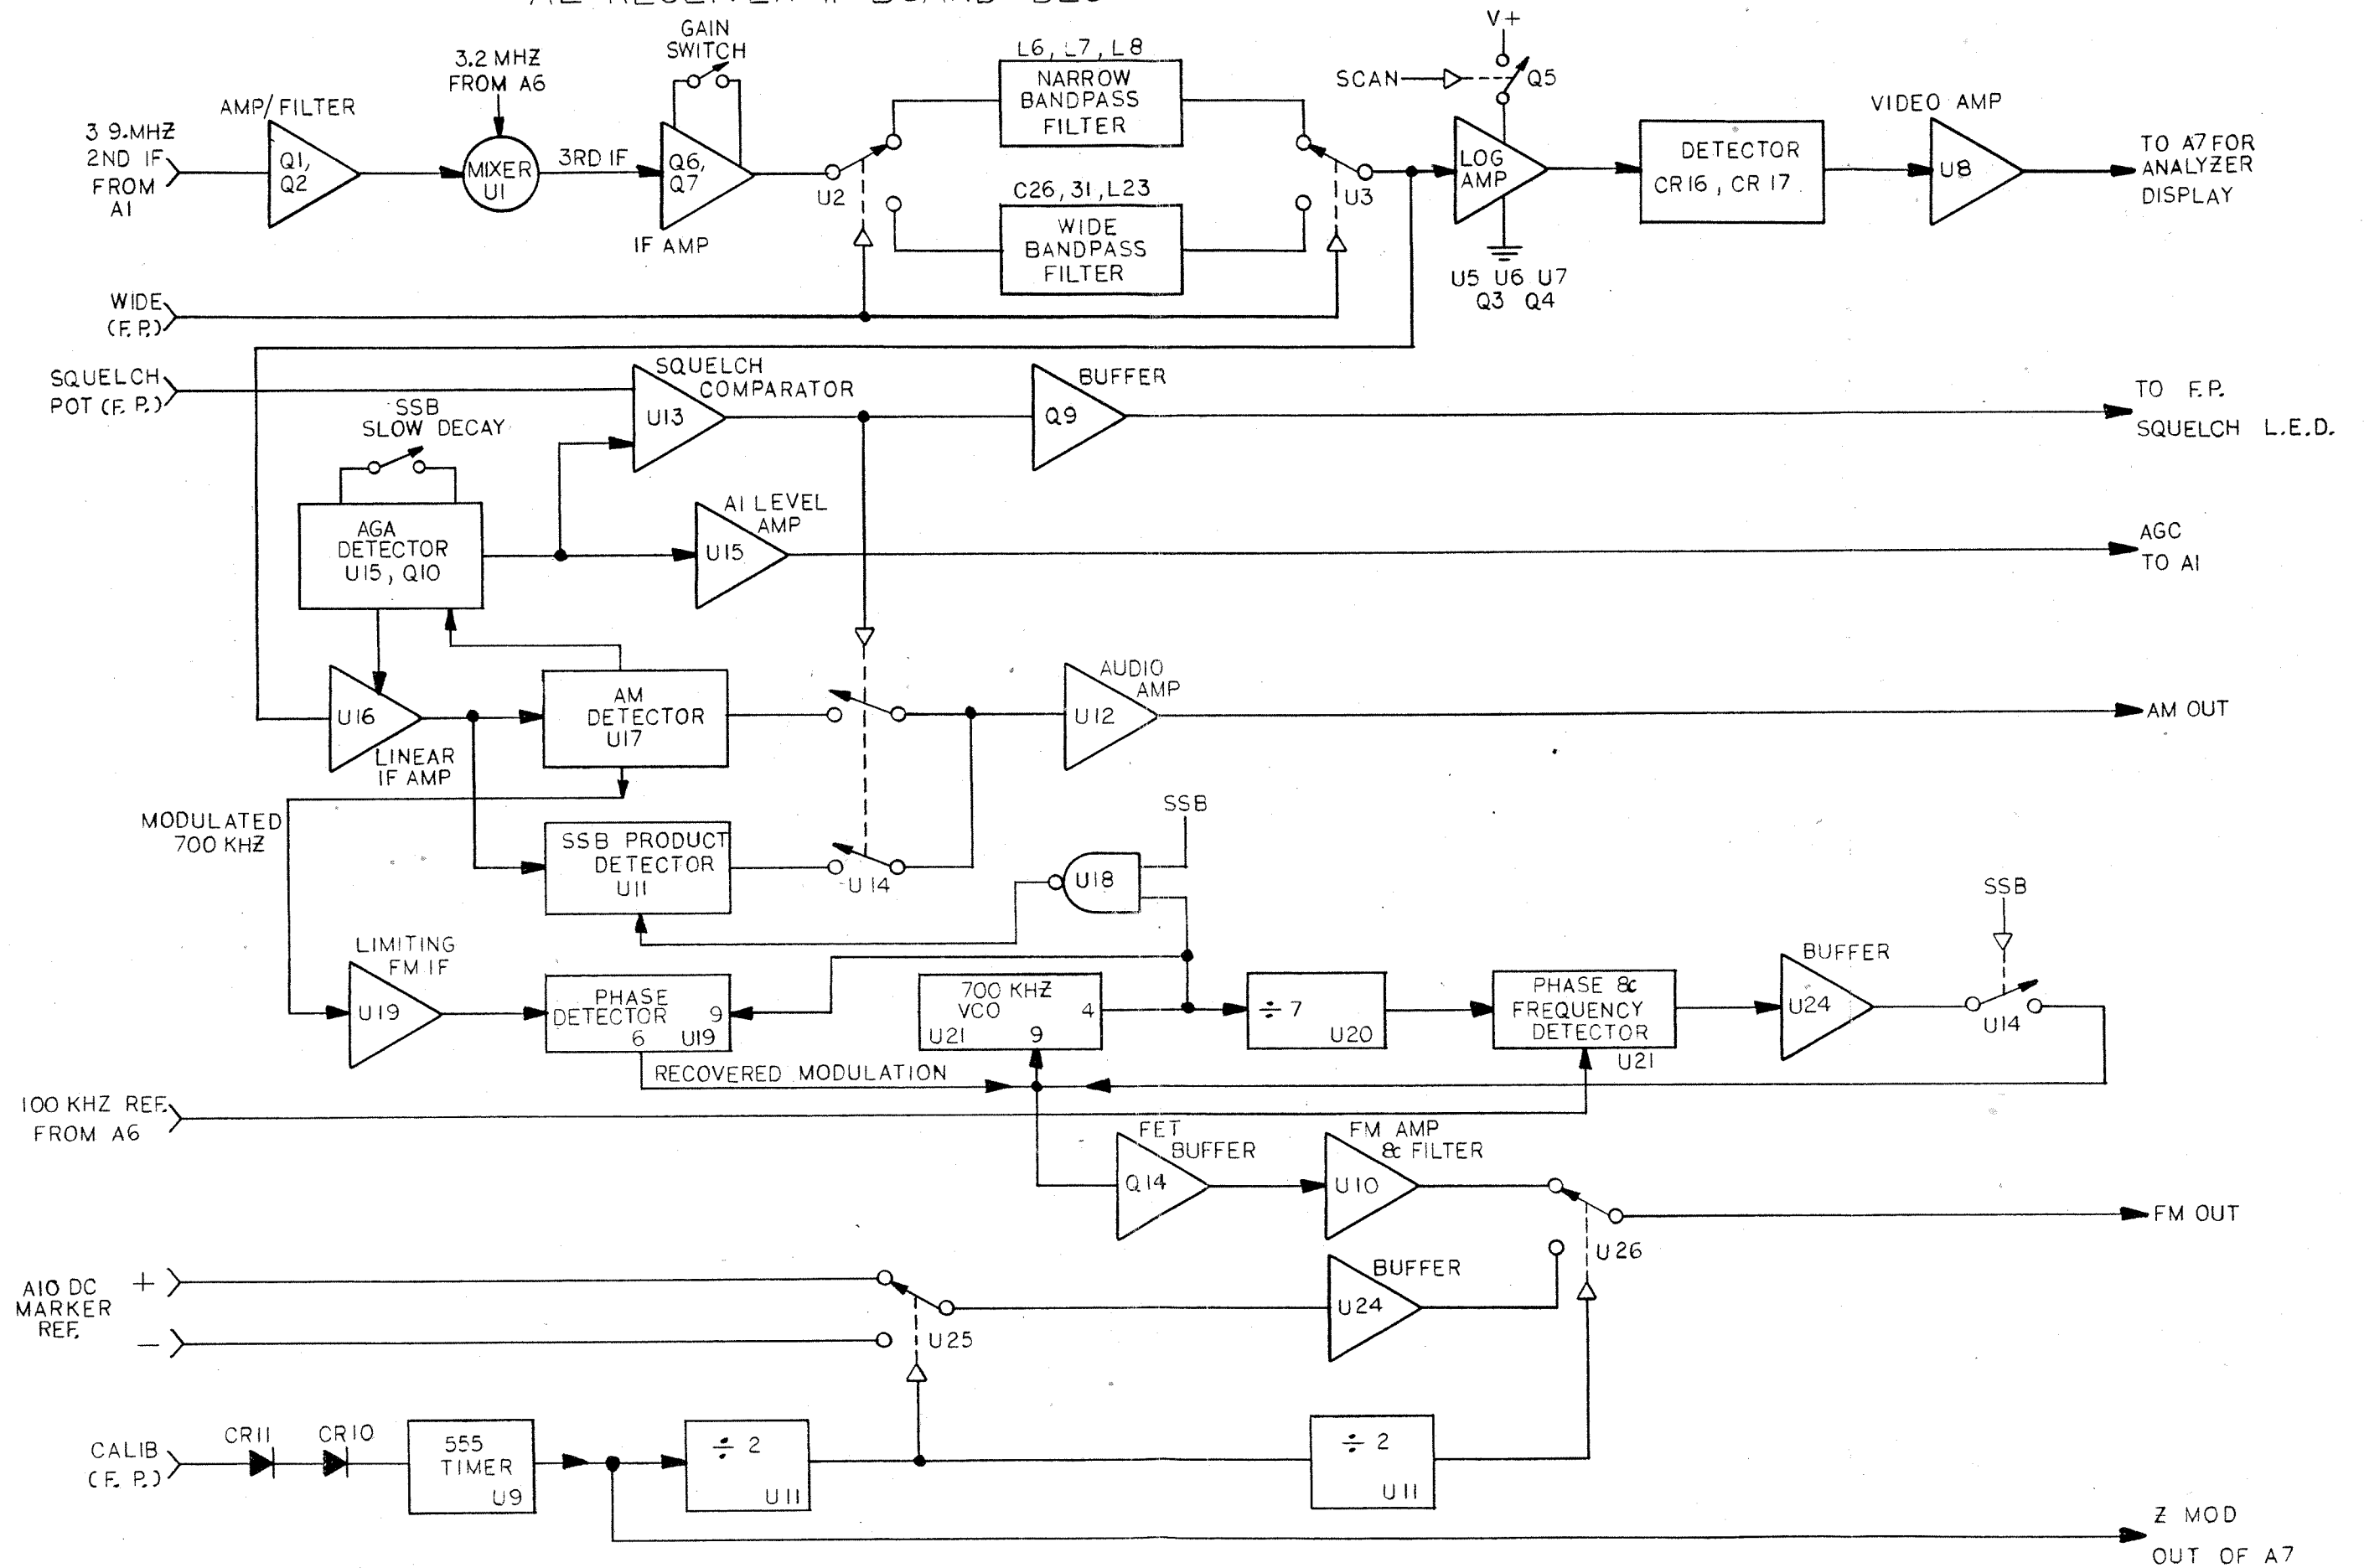 GAIN
SWITCH
3.2 MHZ
FROM A6
AMP/FILTER
3 9.MHZ
2ND IF
FROM
A1
Q1,
Q2
MIXER
U1
3RD IF
Q6,
Q7
IF AMP
U2
L6, L7, L8
NARROW
BANDPASS
FILTER
C26, 31, L23
WIDE
BANDPASS
FILTER
U3
V+
SCAN
Q5
LOG
AMP
U5 U6 U7
Q3 Q4
DETECTOR
CR16, CR 17
VIDEO AMP
U8
TO A7 FOR
ANALYZER
DISPLAY
WIDE
(F. P.)
SQUELCH
POT (F. P.)
SSB
SLOW DECAY
SQUELCH
COMPARATOR
U13
BUFFER
Q9
TO F.P.
SQUELCH L.E.D.
AGA
DETECTOR
U15, Q10
A1 LEVEL
AMP
U15
AGC
TO A1
U16
LINEAR
IF AMP
AM
DETECTOR
U17
AUDIO
AMP
U12
AM OUT
MODULATED
700 KHZ
SSB PRODUCT
DETECTOR
U11
U14
SSB
U18
SSB
LIMITING
FM IF
U19
PHASE
DETECTOR
9
6
U19
700 KHZ
VCO
4
U21
9
÷ 7
U20
PHASE &
FREQUENCY
DETECTOR
U21
BUFFER
U24
U14
RECOVERED MODULATION
100 KHZ REF.
FROM A6
FET
BUFFER
Q14
FM AMP
& FILTER
U10
FM OUT
U26
A10 DC
MARKER
REF.
+
−
U25
BUFFER
U24
CALIB
(F. P.)
CR11
CR10
555
TIMER
U9
÷ 2
U11
÷ 2
U11
Z MOD
OUT OF A7